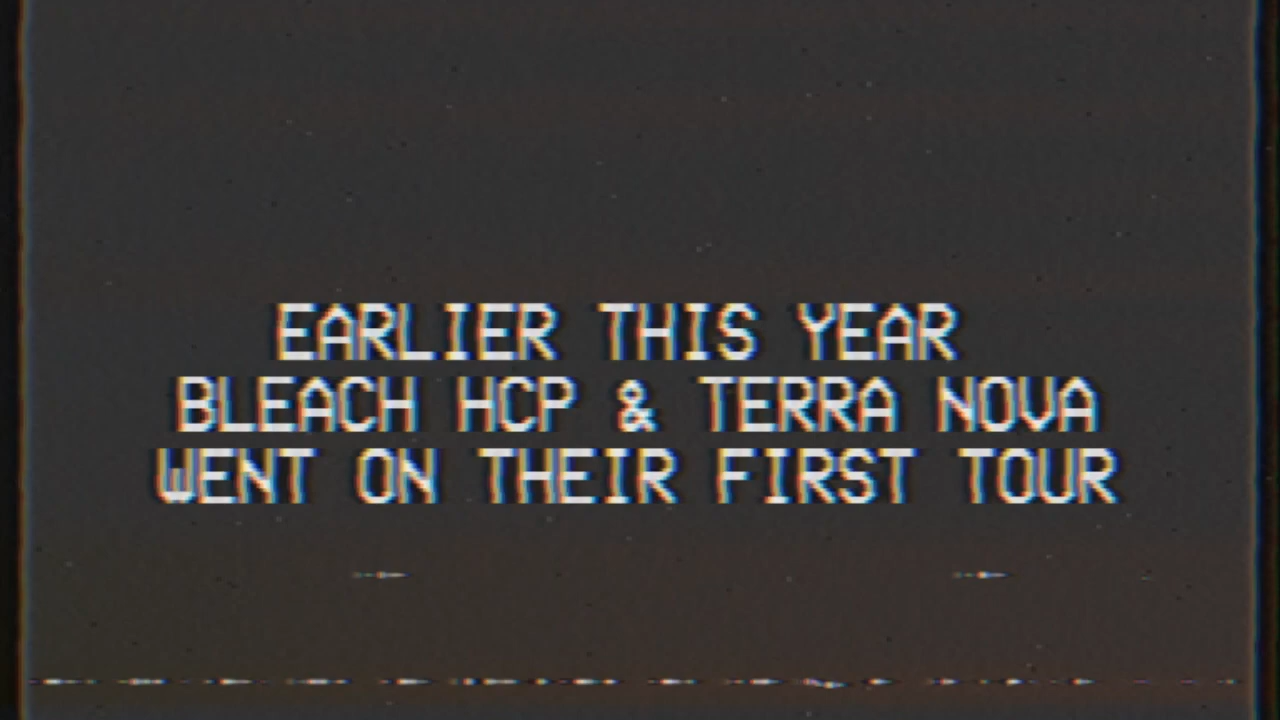 EARLIER THIS YEAR
BLEACH HCP & TERRA NOVA
WENT ON THEIR FIRST TOUR